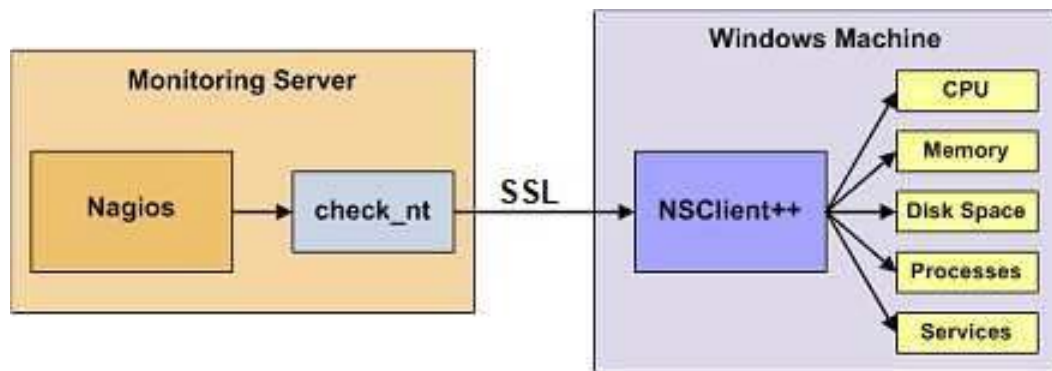 Monitoring Server
Nagios
check_nt
SSL
Windows Machine
NSClient++
CPU
Memory
Disk Space
Processes
Services